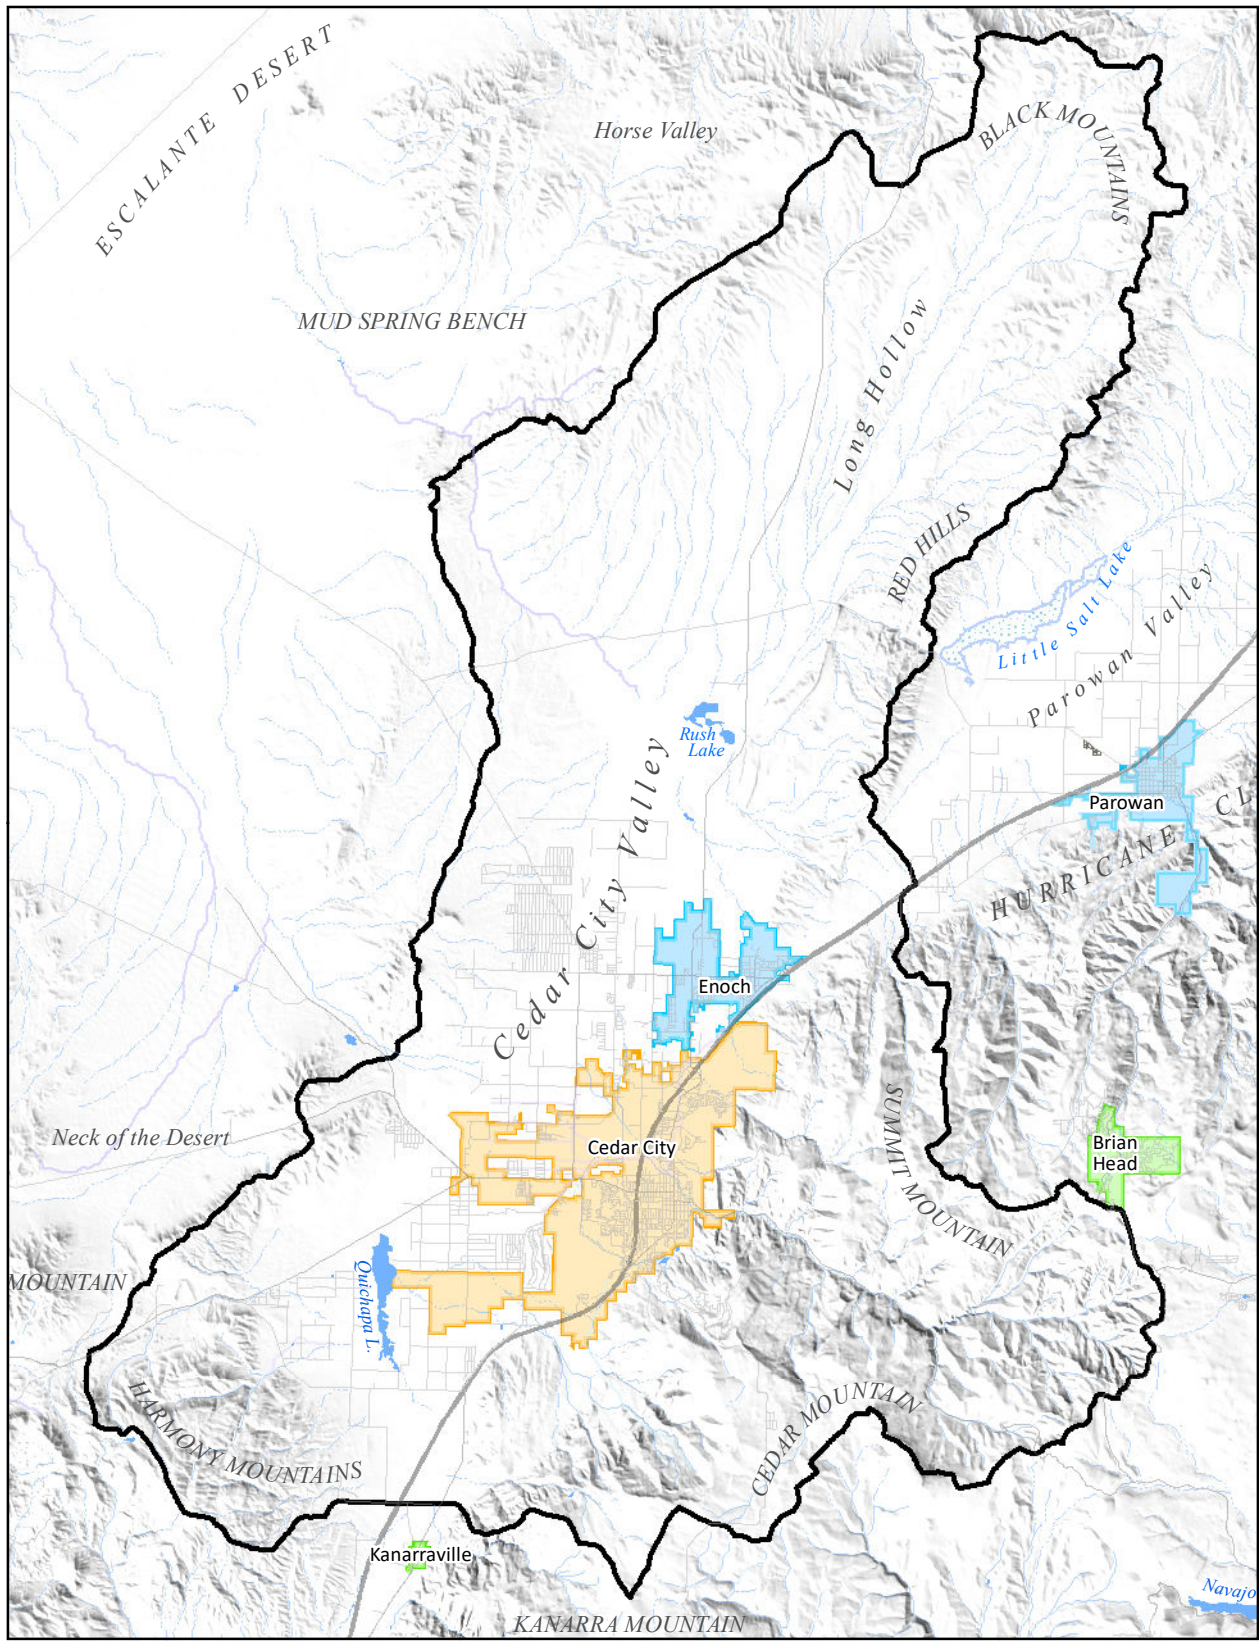 ESCALANTE DESERT
Horse Valley
BLACK MOUNTAINS
MUD SPRING BENCH
Long Hollow
RED HILLS
Little Salt Lake
Parowan Valley
Rush
Lake
Cedar City Valley
Parowan
HURRICANE CL
Enoch
Neck of the Desert
Cedar City
SUMMIT MOUNTAIN
Brian
Head
MOUNTAIN
Quichapa L.
HARMONY MOUNTAINS
CEDAR MOUNTAIN
Kanarraville
KANARRA MOUNTAIN
Navajo